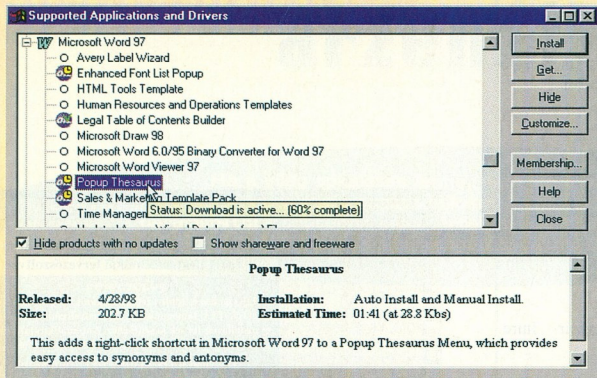 Supported Applications and Drivers
Microsoft Word 97
Avery Label Wizard
Enhanced Font List Popup
HTML Tools Template
Human Resources and Operations Templates
Legal Table of Contents Builder
Microsoft Draw 98
Microsoft Word 6.0/95 Binary Converter for Word 97
Microsoft Word Viewer 97
Popup Thesaurus
Sales & Marketing Template Pack
Time Managem
Status: Download is active... (60% complete)
Install
Get...
Hide
Customize...
Membership...
Help
Close
Hide products with no updates
Show shareware and freeware
Popup Thesaurus
Released: 4/28/98 Installation: Auto Install and Manual Install.
Size: 202.7 KB Estimated Time: 01:41 (at 28.8 Kbs)
This adds a right-click shortcut in Microsoft Word 97 to a Popup Thesaurus Menu, which provides
easy access to synonyms and antonyms.